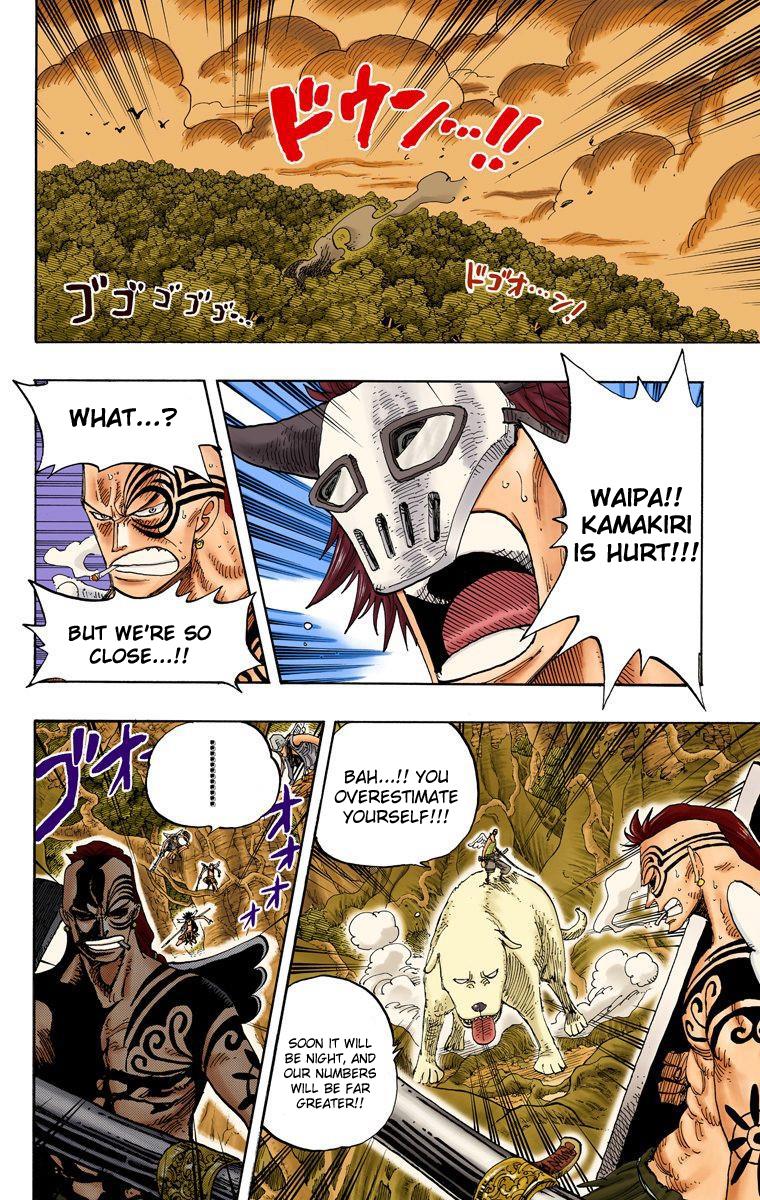 ドウン…!!
ドゴオ…ン!
ゴゴゴゴゴ…
WAIPA!!
KAMAKIRI
IS HURT!!!
WHAT...?
BUT WE'RE SO
CLOSE...!!
BAH...!! YOU
OVERESTIMATE
YOURSELF!!!
SOON IT WILL
BE NIGHT, AND
OUR NUMBERS
WILL BE FAR
GREATER!!
............
ゴオ
オオオ